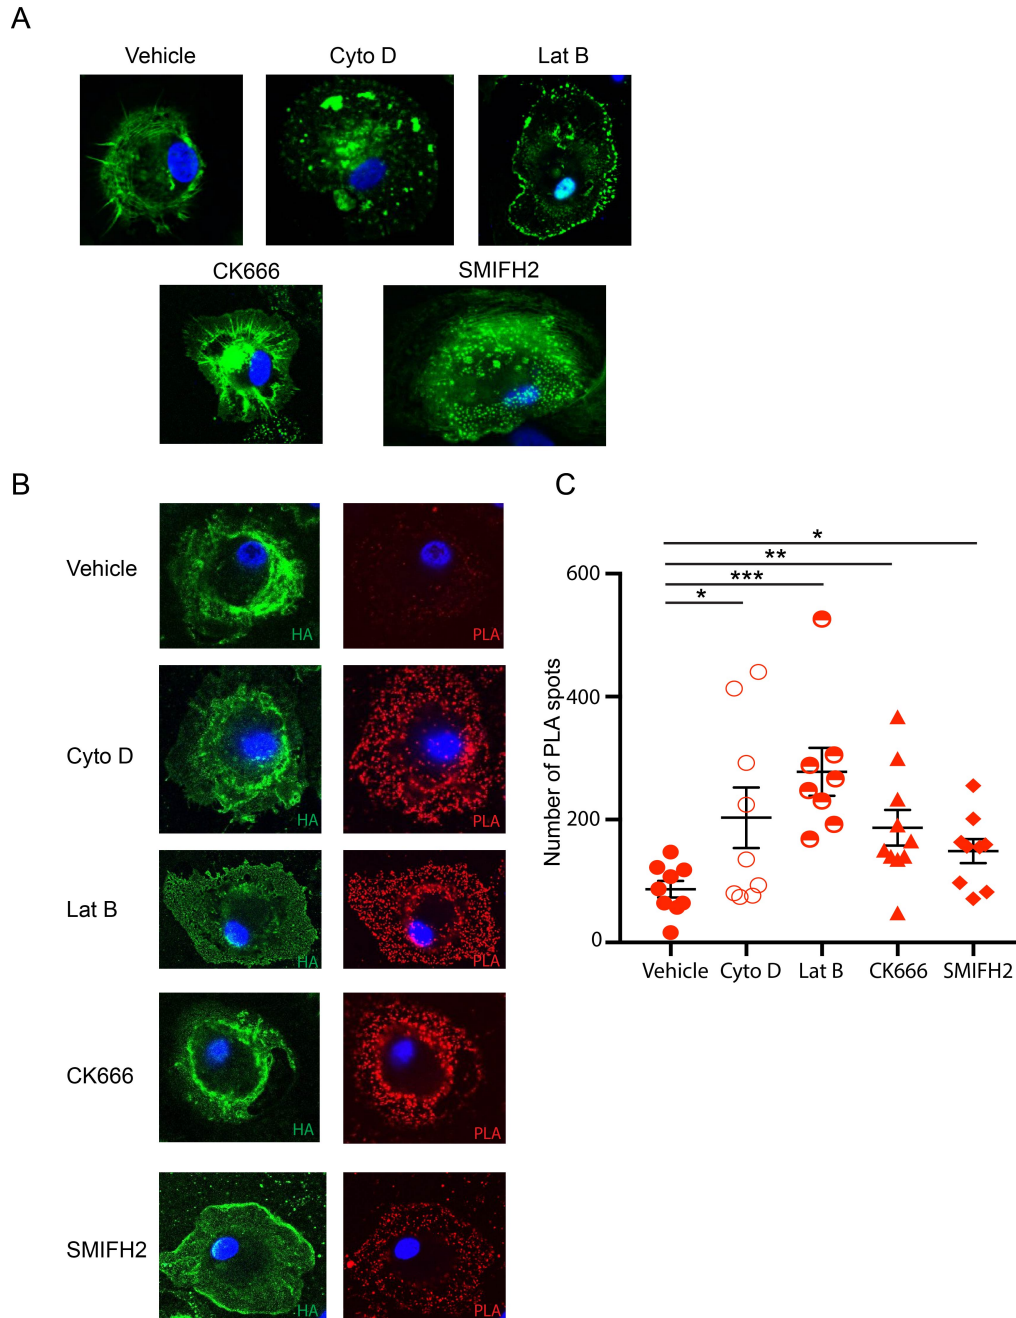 A
Vehicle Cyto D Lat B
CK666 SMIFH2
B
Vehicle HA PLA
Cyto D HA PLA
Lat B HA PLA
CK666 HA PLA
SMIFH2 HA PLA
C
*
**
***
*
Number of PLA spots
600
400
200
0
Vehicle Cyto D Lat B CK666 SMIFH2